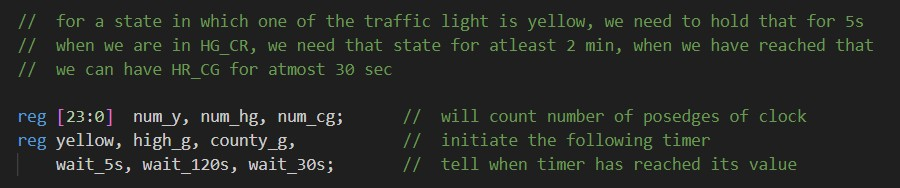 //  for a state in which one of the traffic light is yellow, we need to hold that for 5s
//  when we are in HG_CR, we need that state for atleast 2 min, when we have reached that
//  we can have HR_CG for atmost 30 sec
reg [23:0]  num_y, num_hg, num_cg;      //  will count number of posedges of clock
reg yellow, high_g, county_g,           //  initiate the following timer
    wait_5s, wait_120s, wait_30s;       //  tell when timer has reached its value